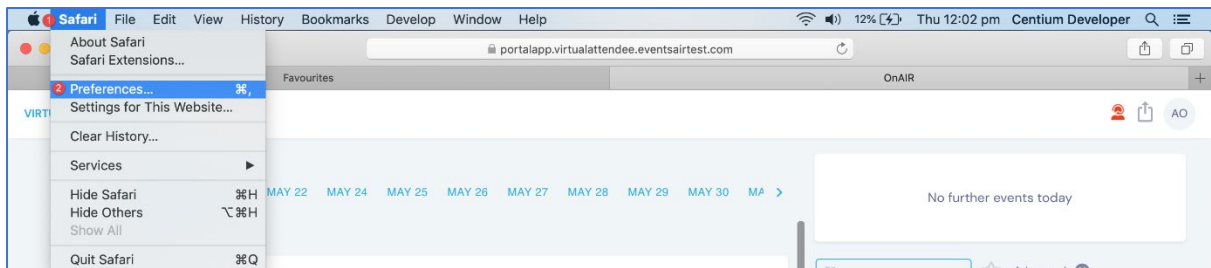 1 Safari File Edit View History Bookmarks Develop Window Help 12% Thu 12:02 pm Centium Developer
About Safari
Safari Extensions...
portalapp.virtualattendee.eventsairtest.com
Favourites
OnAIR
2 Preferences... ⌘,
Settings for This Website...
VIRT
AO
Clear History...
Services
MAY 22 MAY 24 MAY 25 MAY 26 MAY 27 MAY 28 MAY 29 MAY 30 MA
No further events today
Hide Safari ⌘H
Hide Others ⌥⌘H
Show All
Quit Safari ⌘Q